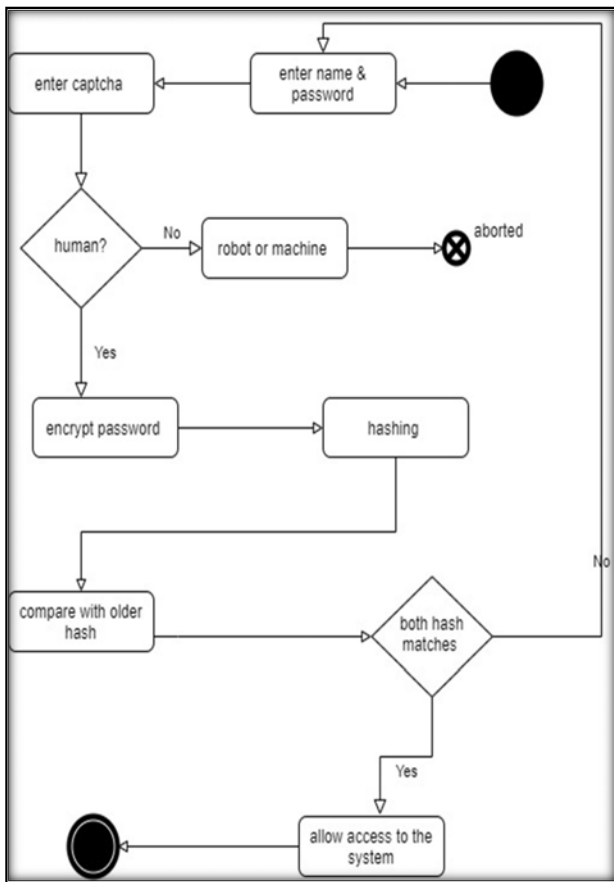 enter name &
password
enter captcha
human?
No
robot or machine
aborted
Yes
encrypt password
hashing
compare with older
hash
both hash
matches
No
Yes
allow access to the
system